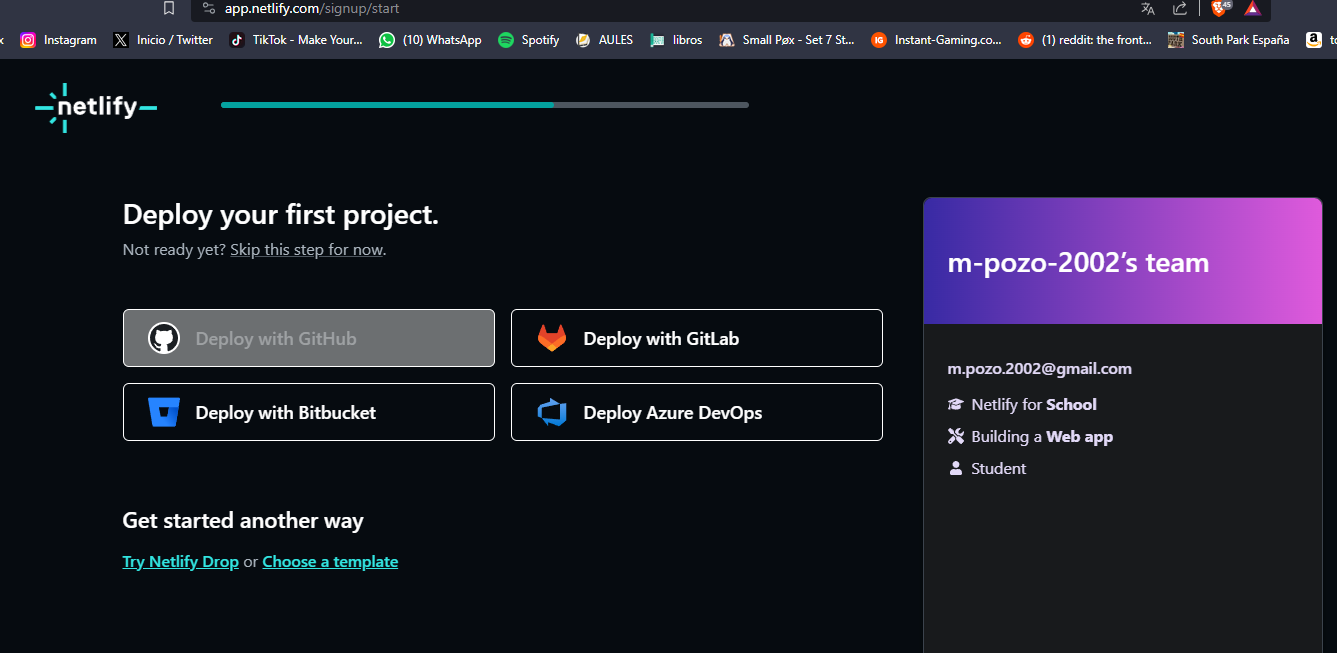 app.netlify.com/signup/start
45
Instagram
Inicio / Twitter
TikTok - Make Your...
(10) WhatsApp
Spotify
AULES
libros
Small Pøx - Set 7 St...
IG
Instant-Gaming.co...
(1) reddit: the front...
South Park España
netlify
Deploy your first project.
Not ready yet? Skip this step for now.
Deploy with GitHub
Deploy with GitLab
Deploy with Bitbucket
Deploy Azure DevOps
Get started another way
Try Netlify Drop or Choose a template
m-pozo-2002’s team
m.pozo.2002@gmail.com
Netlify for School
Building a Web app
Student